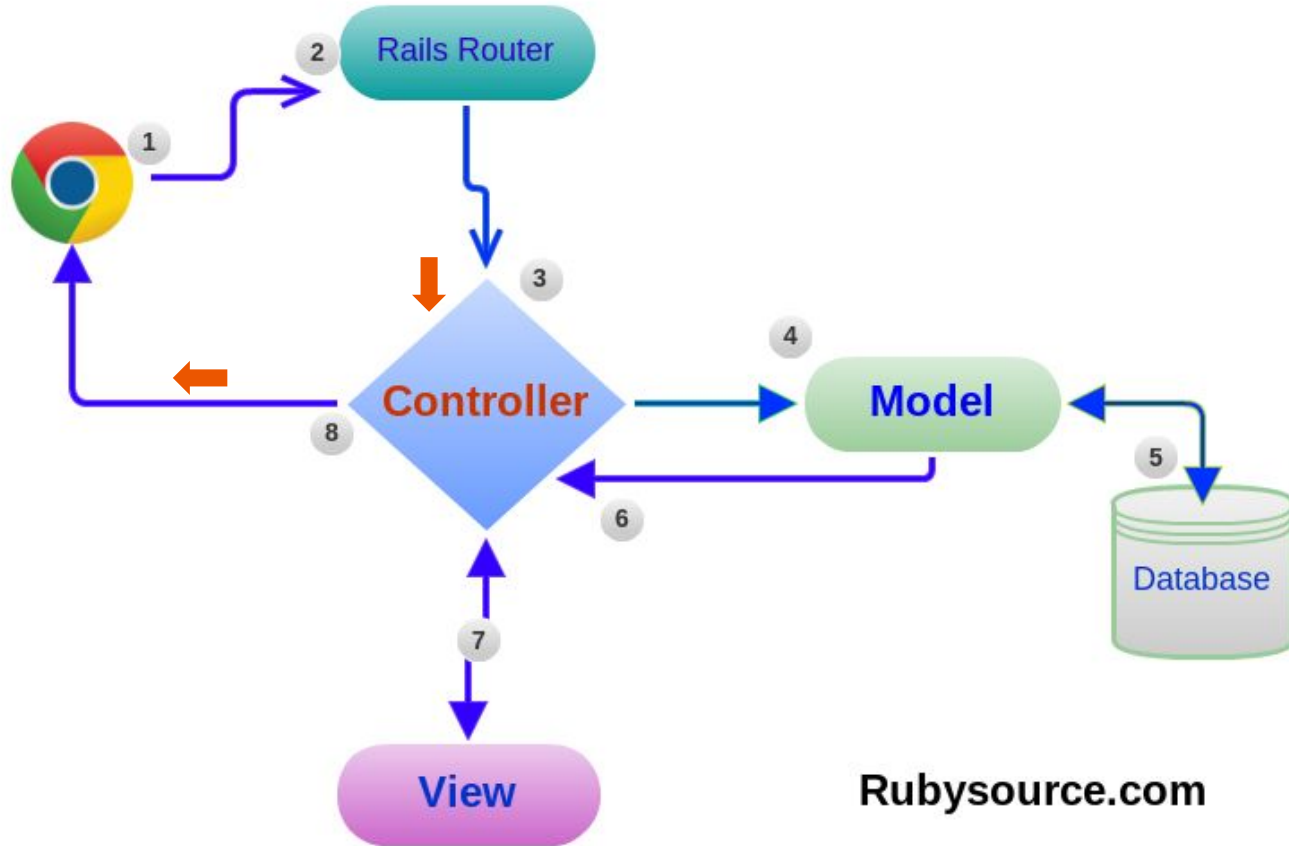 2
Rails Router
1
3
4
Controller
Model
8
5
6
Database
7
View
Rubysource.com